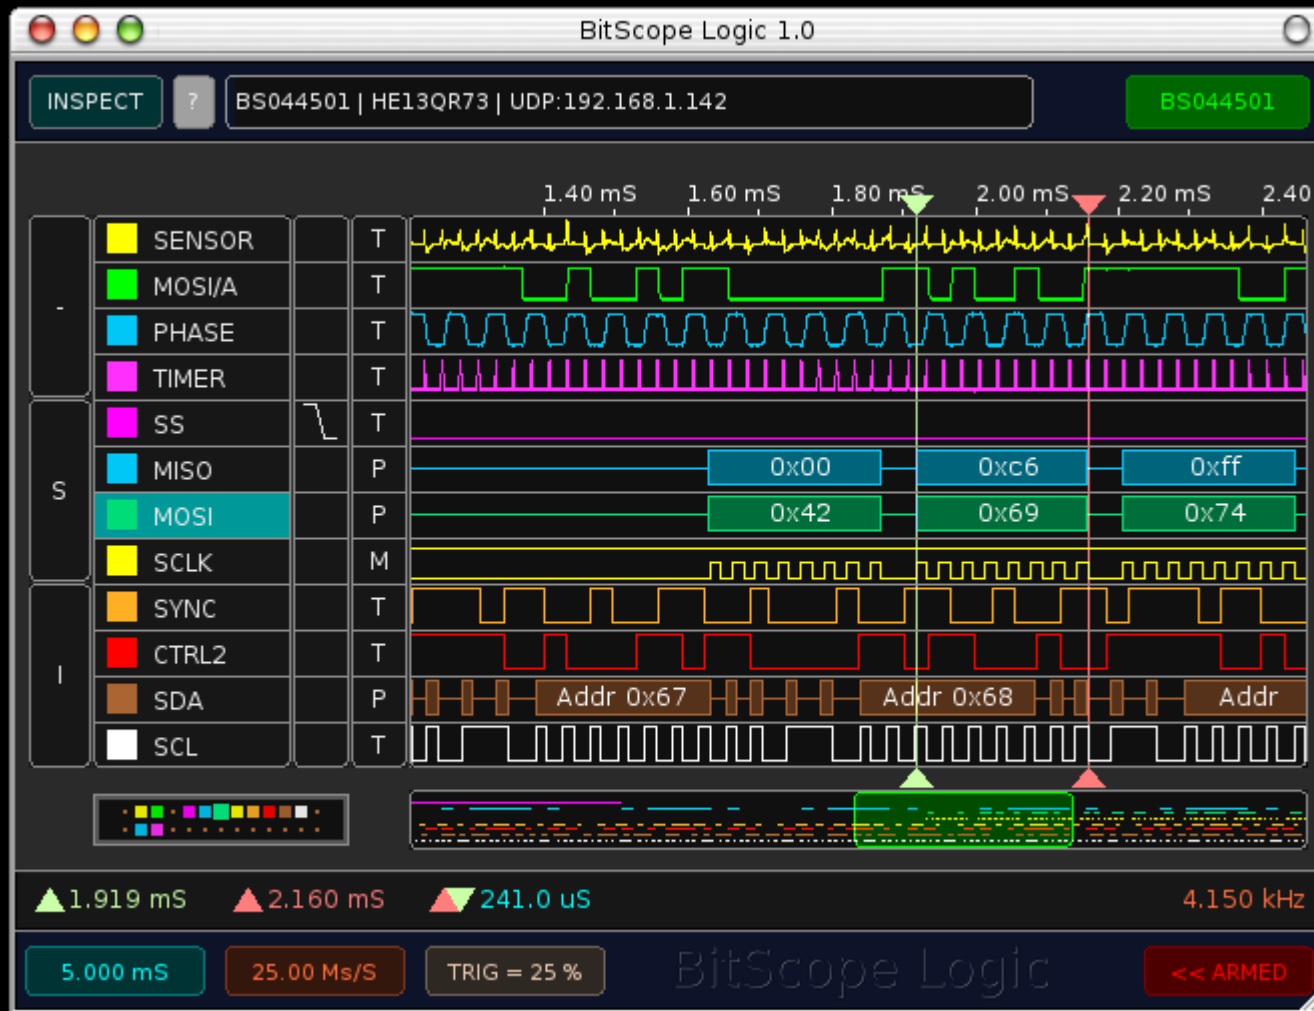 BitScope Logic 1.0
INSPECT ? BS044501 | HE13QR73 | UDP:192.168.1.142 BS044501
1.40 mS 1.60 mS 1.80 mS 2.00 mS 2.20 mS 2.40
- SENSOR T
MOSI/A T
PHASE T
TIMER T
S SS T
MISO P 0x00 0xc6 0xff
MOSI P 0x42 0x69 0x74
SCLK M
I SYNC T
CTRL2 T
SDA P Addr 0x67 Addr 0x68 Addr
SCL T
1.919 mS 2.160 mS 241.0 uS 4.150 kHz
5.000 mS 25.00 Ms/S TRIG = 25 % BitScope Logic << ARMED